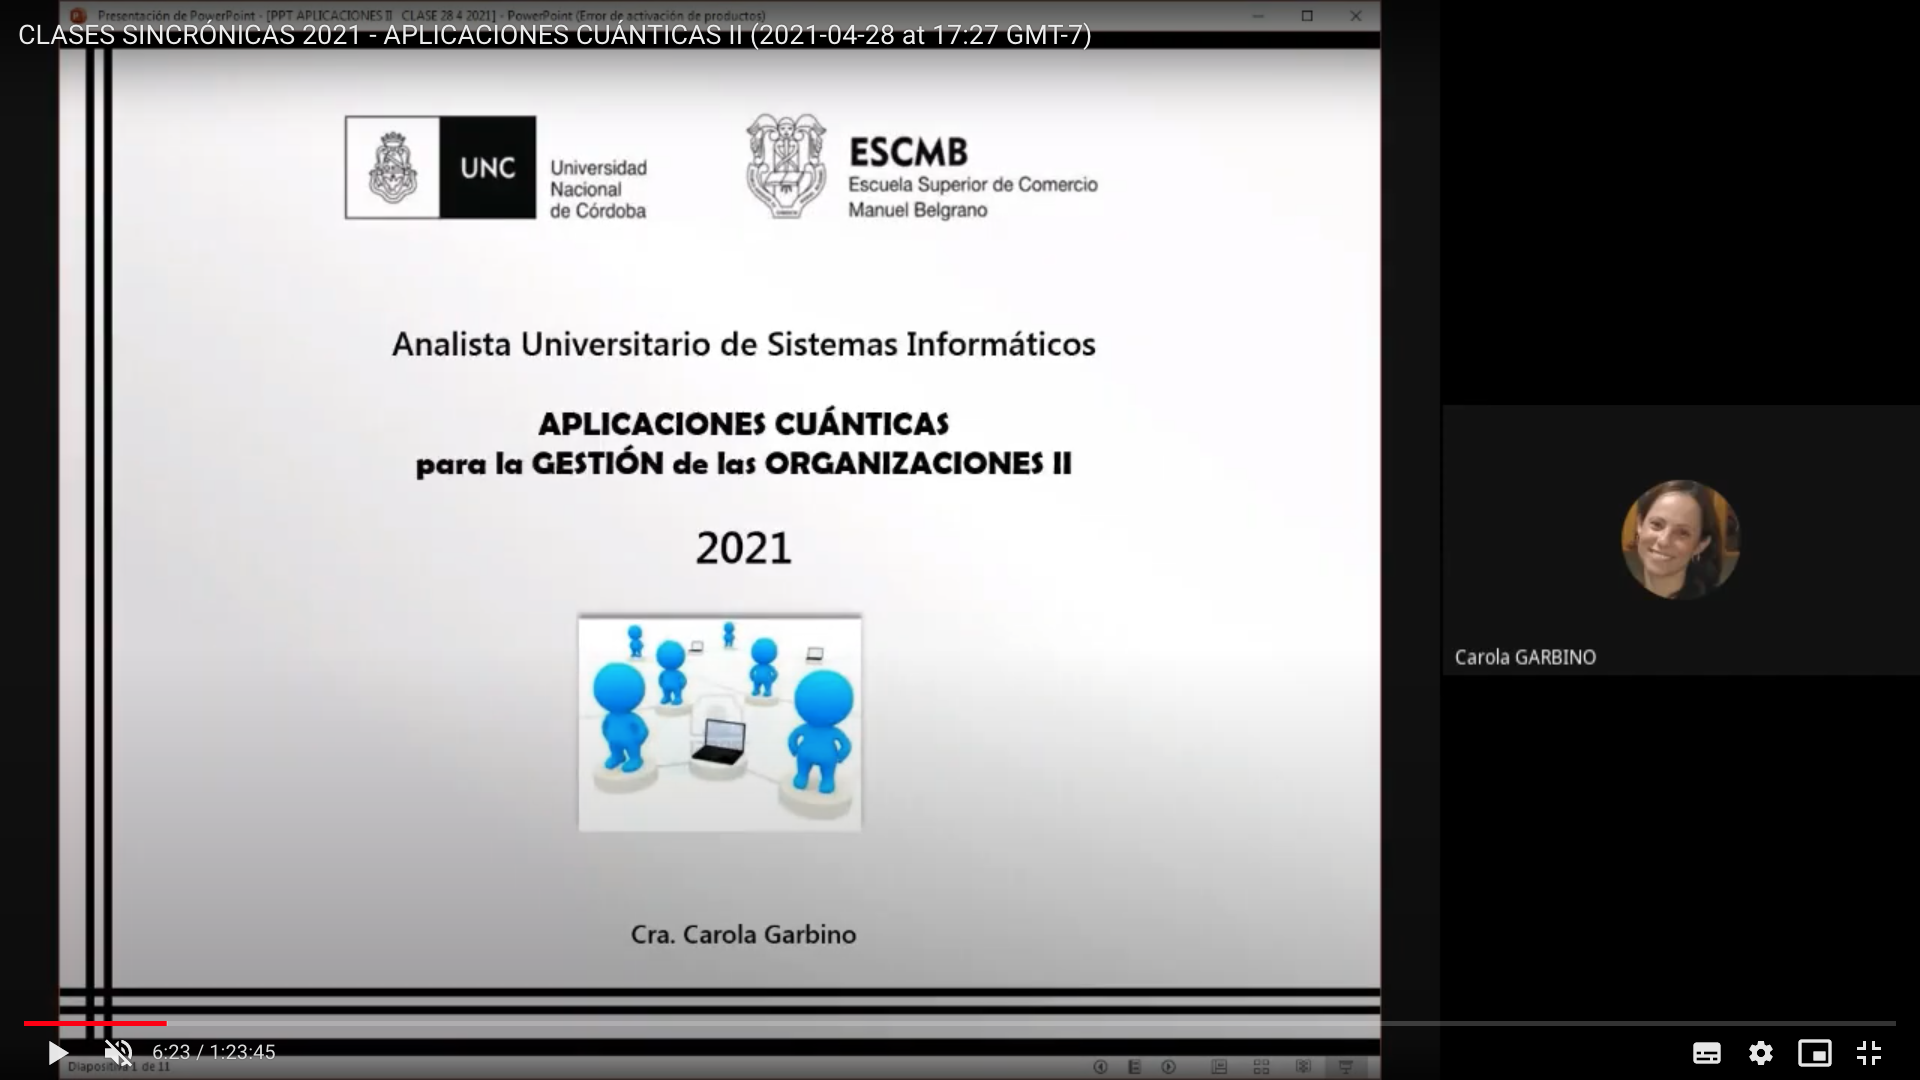 Presentación de PowerPoint - [PPT APLICACIONES II CLASE 28 4 2021] - PowerPoint (Error de activación de productos)
CLASES SINCRÓNICAS 2021 - APLICACIONES CUÁNTICAS II (2021-04-28 at 17:27 GMT-7)
UNC
Universidad
Nacional
de Córdoba
ESCMB
Escuela Superior de Comercio
Manuel Belgrano
Analista Universitario de Sistemas Informáticos
APLICACIONES CUÁNTICAS
para la GESTIÓN de las ORGANIZACIONES II
2021
Carola GARBINO
Cra. Carola Garbino
6:23 / 1:23:45
Diapositiva 1 de 11